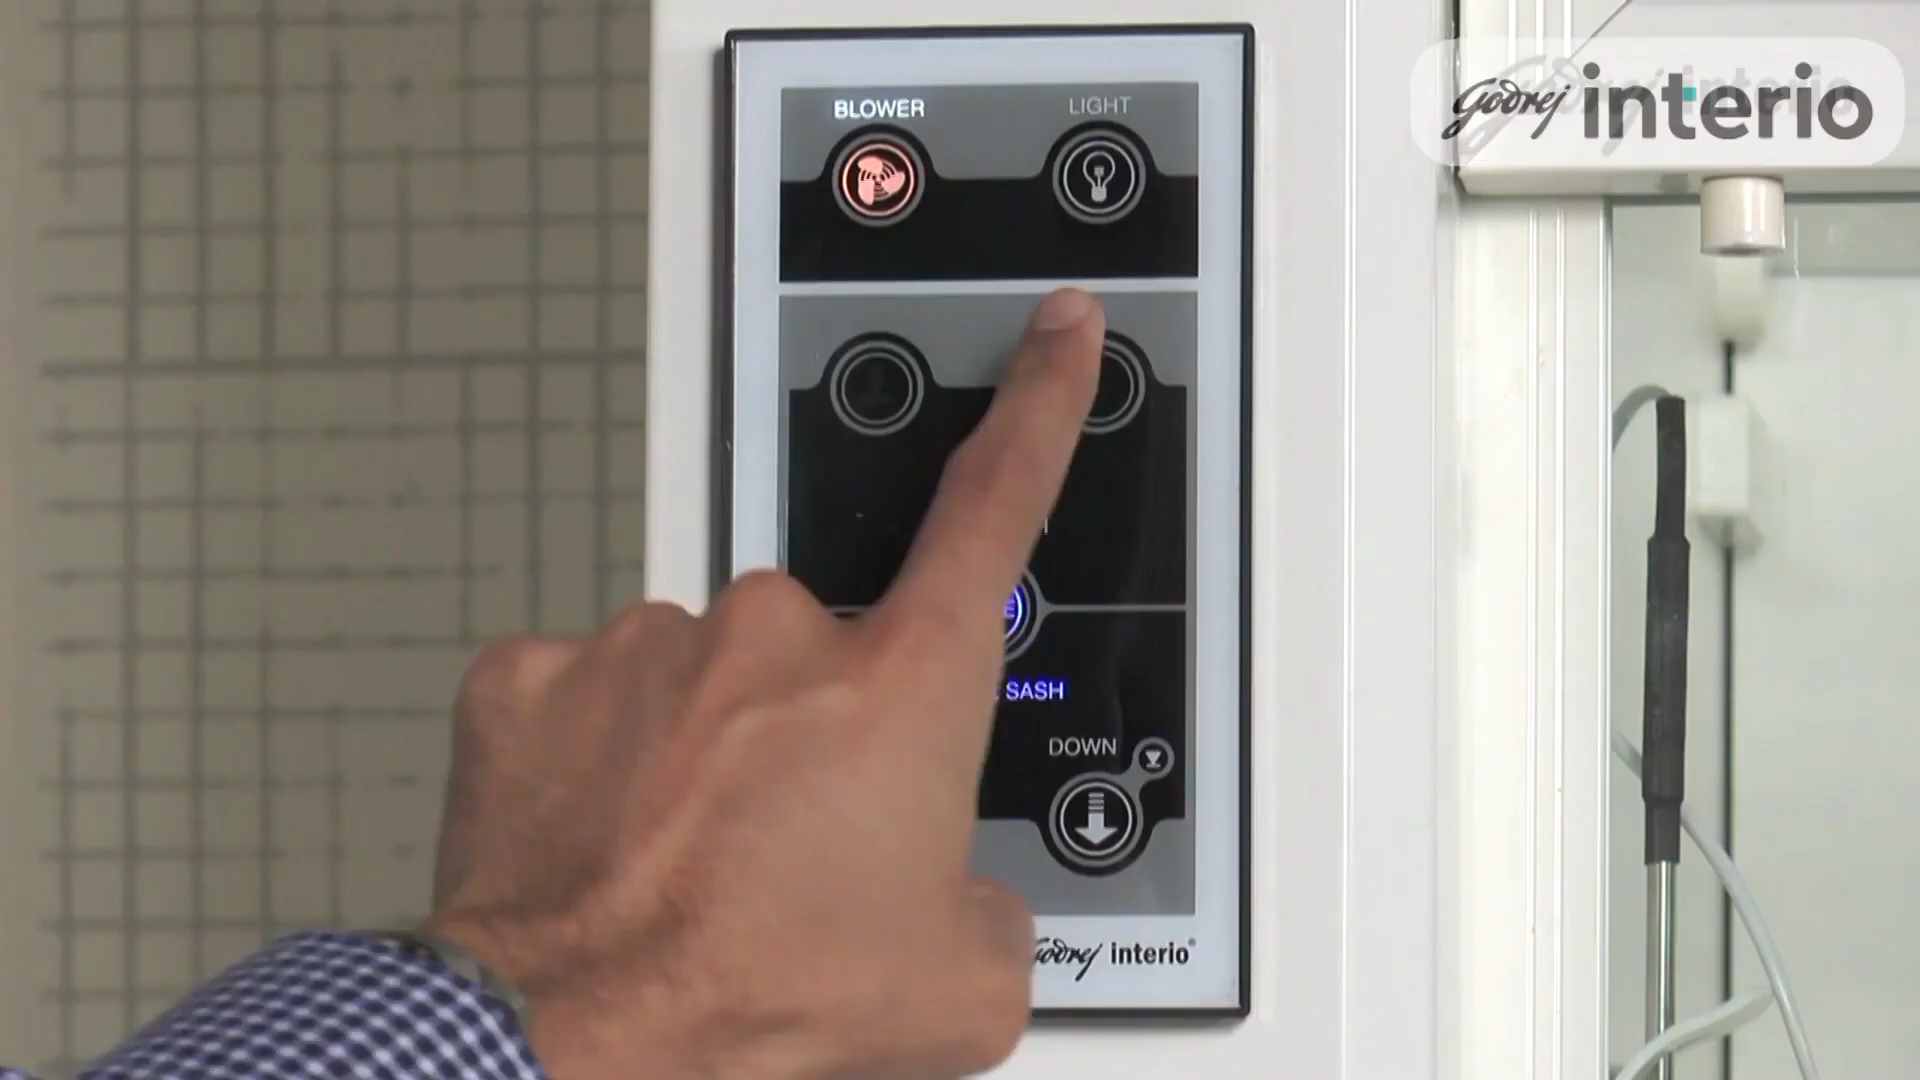 Godrej interio
BLOWER
LIGHT
SASH
DOWN
Godrej interio